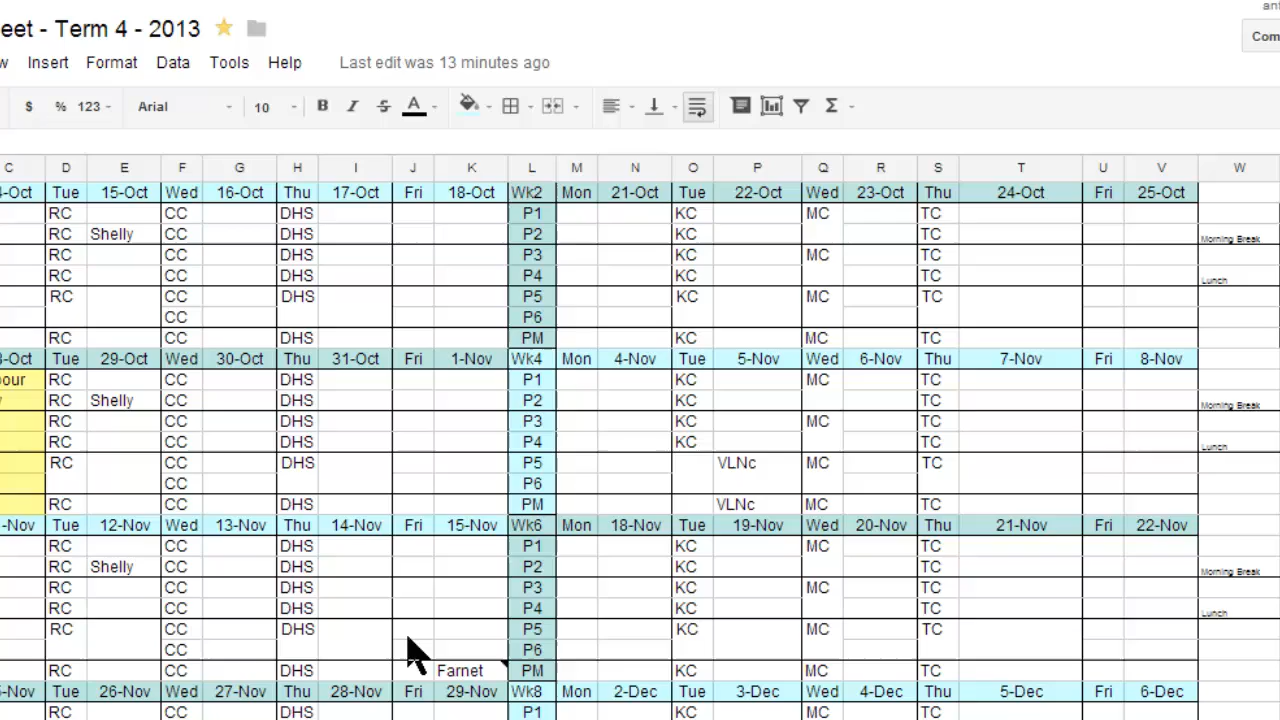 eet - Term 4 - 2013
Com
w Insert Format Data Tools Help Last edit was 13 minutes ago
$ % 123 Arial 10 B I S A Σ
C D E F G H I J K L M N O P Q R S T U V W
-Oct Tue 15-Oct Wed 16-Oct Thu 17-Oct Fri 18-Oct Wk2 Mon 21-Oct Tue 22-Oct Wed 23-Oct Thu 24-Oct Fri 25-Oct
RC CC DHS P1 KC MC TC
RC Shelly CC DHS P2 KC TC Morning Break
RC CC DHS P3 KC MC TC
RC CC DHS P4 KC TC Lunch
RC CC DHS P5 KC MC TC
CC P6
RC CC DHS PM KC MC TC
-Oct Tue 29-Oct Wed 30-Oct Thu 31-Oct Fri 1-Nov Wk4 Mon 4-Nov Tue 5-Nov Wed 6-Nov Thu 7-Nov Fri 8-Nov
bour RC CC DHS P1 KC MC TC
RC Shelly CC DHS P2 KC TC Morning Break
RC CC DHS P3 KC MC TC
RC CC DHS P4 KC TC Lunch
RC CC DHS P5 VLNc MC TC
CC P6
RC CC DHS PM VLNc MC TC
-Nov Tue 12-Nov Wed 13-Nov Thu 14-Nov Fri 15-Nov Wk6 Mon 18-Nov Tue 19-Nov Wed 20-Nov Thu 21-Nov Fri 22-Nov
RC CC DHS P1 KC MC TC
RC Shelly CC DHS P2 KC TC Morning Break
RC CC DHS P3 KC MC TC
RC CC DHS P4 KC TC Lunch
RC CC DHS P5 KC MC TC
CC P6
RC CC DHS Farnet PM KC MC TC
-Nov Tue 26-Nov Wed 27-Nov Thu 28-Nov Fri 29-Nov Wk8 Mon 2-Dec Tue 3-Dec Wed 4-Dec Thu 5-Dec Fri 6-Dec
RC CC DHS P1 KC MC TC